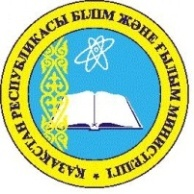 ҚАЗАҚСТАН РЕСПУБЛИКАСЫ БІЛІМ ЖӘНЕ ҒЫЛЫМ МИНИСТРЛІГІ *